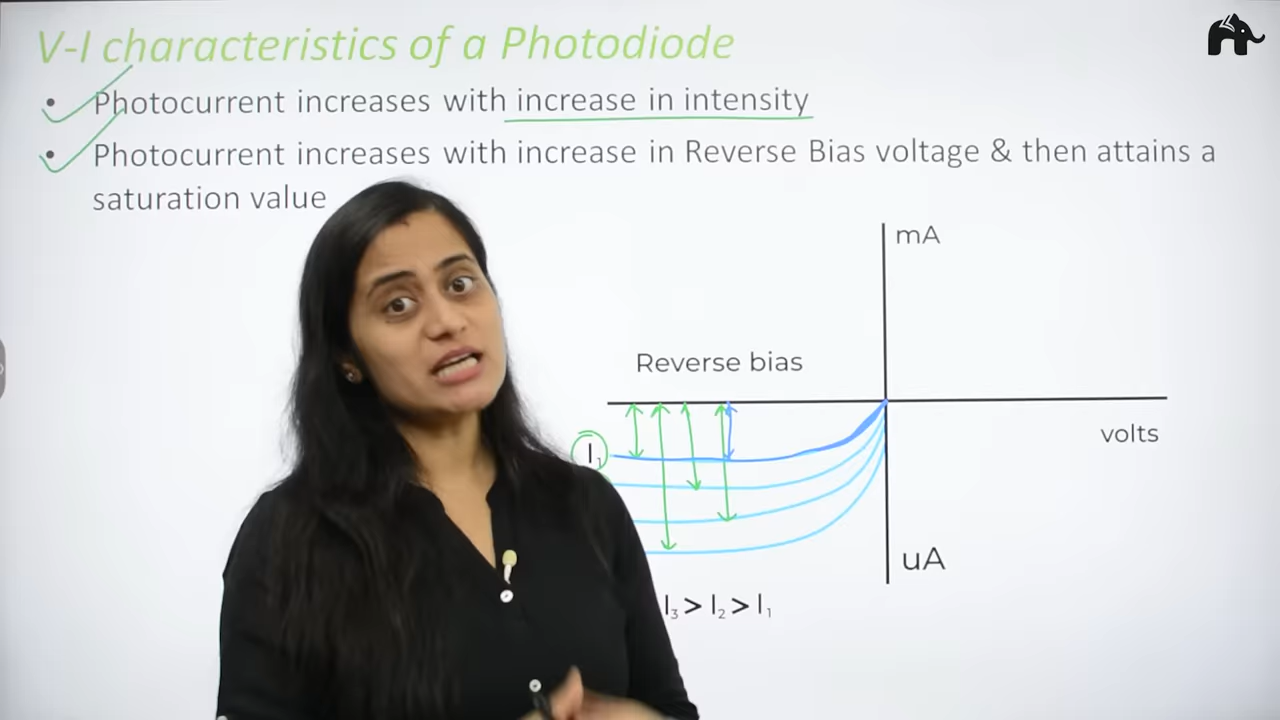 V-I characteristics of a Photodiode
• Photocurrent increases with increase in intensity
• Photocurrent increases with increase in Reverse Bias voltage & then attains a
saturation value
mA
Reverse bias
volts
I₁
uA
I₃ > I₂ > I₁